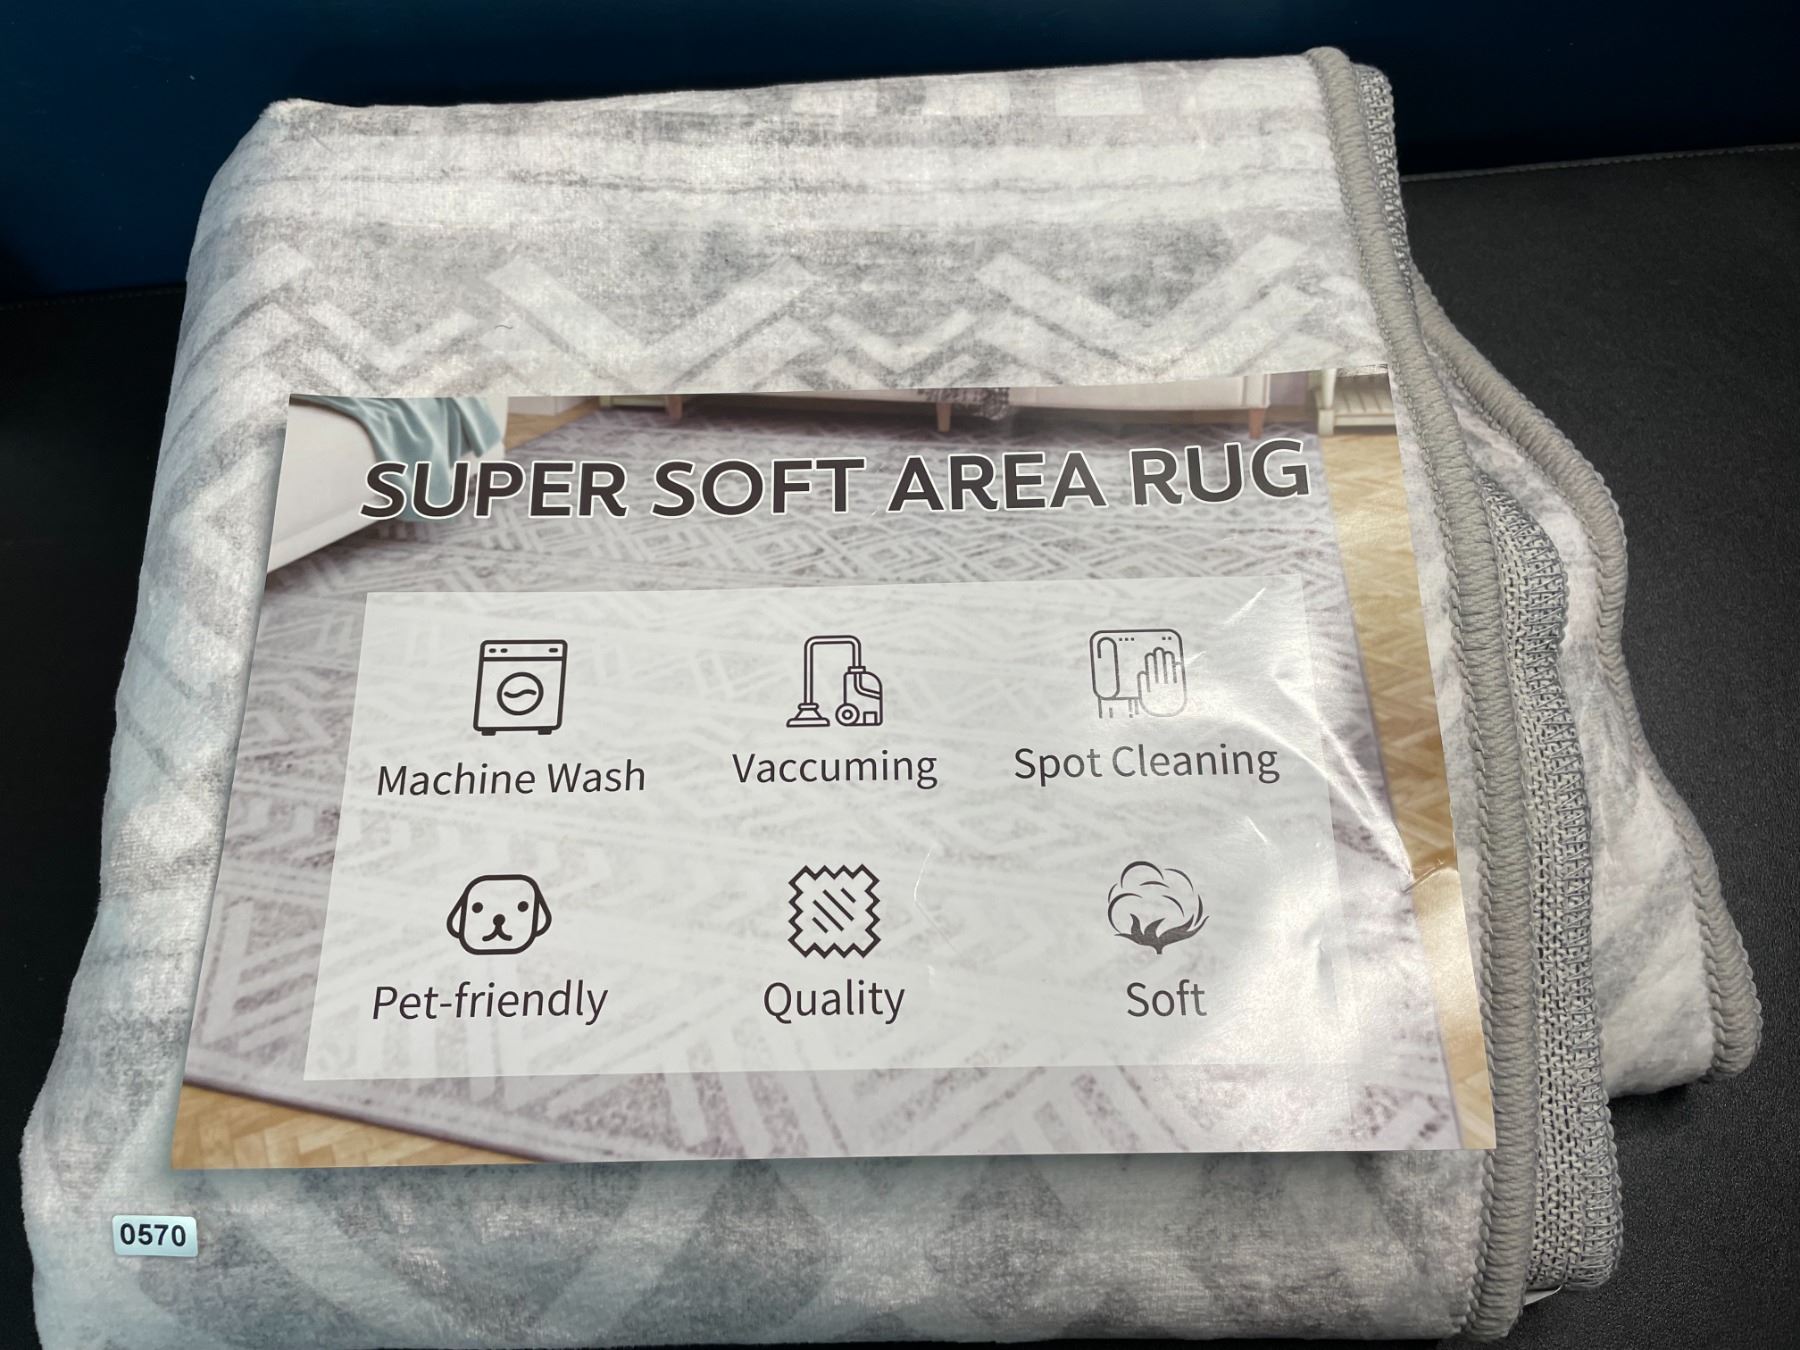 SUPER SOFT AREA RUG
Machine Wash
Vaccuming
Spot Cleaning
Pet-friendly
Quality
Soft
0570